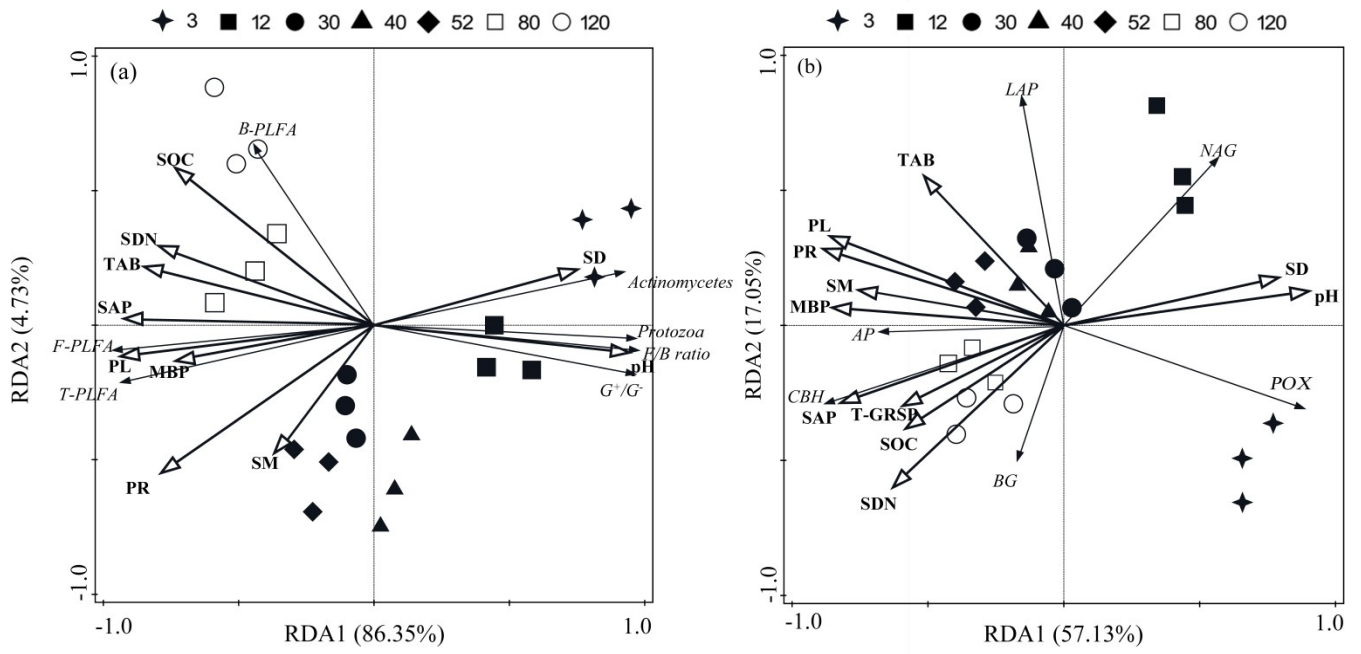 3 12 30 40 52 80 120
(a)
1.0
B-PLFA
SOC
SDN
TAB
SAP
F-PLFA
PL
MBP
T-PLFA
PR
SM
SD
Actinomycetes
Protozoa
F/B ratio
pH
G⁺/G⁻
RDA2 (4.73%)
-1.0
-1.0 RDA1 (86.35%) 1.0
3 12 30 40 52 80 120
(b)
1.0
LAP
NAG
TAB
PL
PR
SM
MBP
SD
pH
AP
CBH
SAP
T-GRSP
SOC
POX
BG
SDN
RDA2 (17.05%)
-1.0
-1.0 RDA1 (57.13%) 1.0